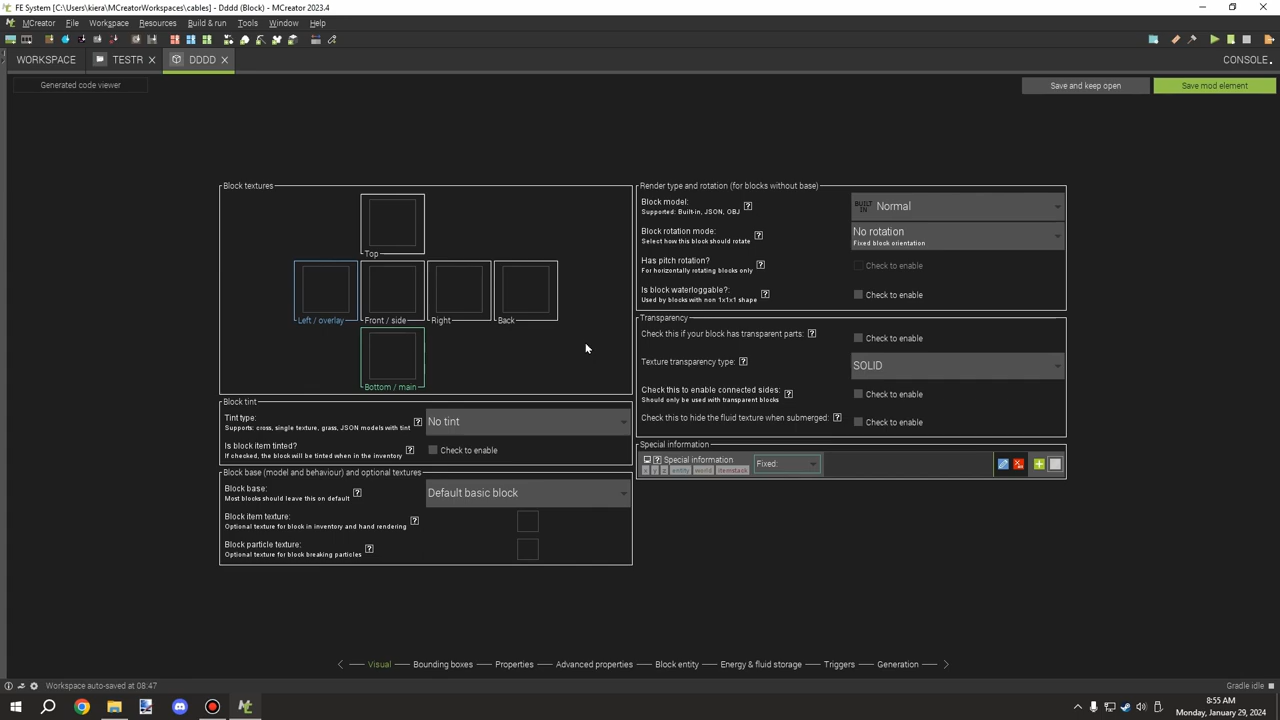 FE System [C:\Users\kiera\MCreatorWorkspaces\cables] - Dddd (Block) - MCreator 2023.4
MCreator File Workspace Resources Build & run Tools Window Help
WORKSPACE TESTR DDDD CONSOLE
Generated code viewer Save and keep open Save mod element
Block textures
Top
Left / overlay Front / side Right Back
Bottom / main
Block tint
Tint type: ?
Supports: cross, single texture, grass, JSON models with tint
No tint
Is block item tinted? ?
If checked, the block will be tinted when in the inventory
Check to enable
Block base (model and behaviour) and optional textures
Block base: ?
Most blocks should leave this on default
Default basic block
Block item texture: ?
Optional texture for block in inventory and hand rendering
Block particle texture: ?
Optional texture for block breaking particles
Render type and rotation (for blocks without base)
Block model: ?
Supported: Built-in, JSON, OBJ
BUILT IN Normal
Block rotation mode: ?
Select how this block should rotate
No rotation
Fixed block orientation
Has pitch rotation? ?
For horizontally rotating blocks only
Check to enable
Is block waterloggable?: ?
Used by blocks with non 1x1x1 shape
Check to enable
Transparency
Check this if your block has transparent parts: ? Check to enable
Texture transparency type: ? SOLID
Check this to enable connected sides: ?
Should only be used with transparent blocks
Check to enable
Check this to hide the fluid texture when submerged: ? Check to enable
Special information
? Special information
x y z entity world itemstack
Fixed:
Visual Bounding boxes Properties Advanced properties Block entity Energy & fluid storage Triggers Generation
Workspace auto-saved at 08:47 Gradle idle
8:55 AM
Monday, January 29, 2024